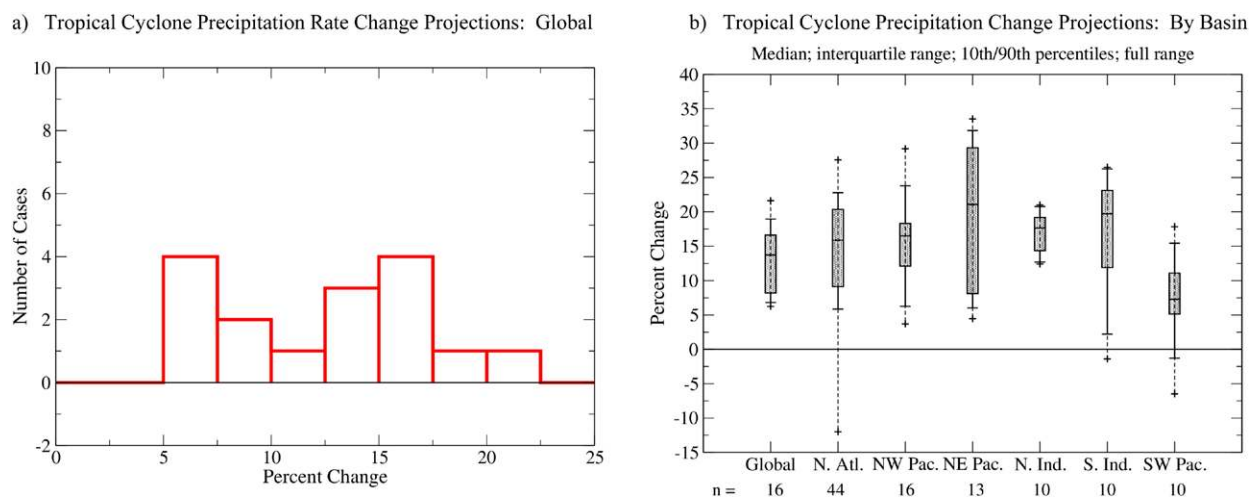 a) Tropical Cyclone Precipitation Rate Change Projections: Global
10
8
6
4
2
0
-2
Number of Cases
0 5 10 15 20 25
Percent Change
b) Tropical Cyclone Precipitation Change Projections: By Basin
Median; interquartile range; 10th/90th percentiles; full range
40
35
30
25
20
15
10
5
0
-5
-10
-15
Percent Change
Global N. Atl. NW Pac. NE Pac. N. Ind. S. Ind. SW Pac.
n = 16 44 16 13 10 10 10